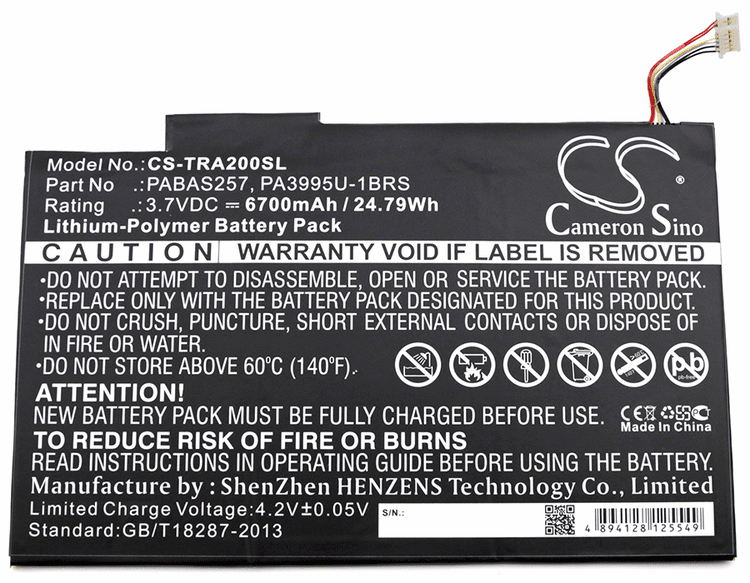 Model No.:CS-TRA200SL
Part No :PABAS257, PA3995U-1BRS
Rating :3.7VDC ⎓ 6700mAh / 24.79Wh
Lithium-Polymer Battery Pack
CS
Cameron Sino
CAUTION WARRANTY VOID IF LABEL IS REMOVED
•DO NOT ATTEMPT TO DISASSEMBLE, OPEN OR SERVICE THE BATTERY PACK.
•REPLACE ONLY WITH THE BATTERY PACK DESIGNATED FOR THIS PRODUCT.
•DO NOT CRUSH, PUNCTURE, SHORT EXTERNAL CONTACTS OR DISPOSE OF
IN FIRE OR WATER.
•DO NOT STORE ABOVE 60°C (140°F).
Pb
pb-free
ATTENTION!
NEW BATTERY PACK MUST BE FULLY CHARGED BEFORE USE
TO REDUCE RISK OF FIRE OR BURNS
READ INSTRUCTIONS IN OPERATING GUIDE BEFORE USING BATTERY PACK
CE
Made In China
Manufacture by : ShenZhen HENZENS Technology Co., Limited
Limited Charge Voltage:4.2V±0.05V
Standard:GB/T18287-2013
S/N.:
4 894128 125549